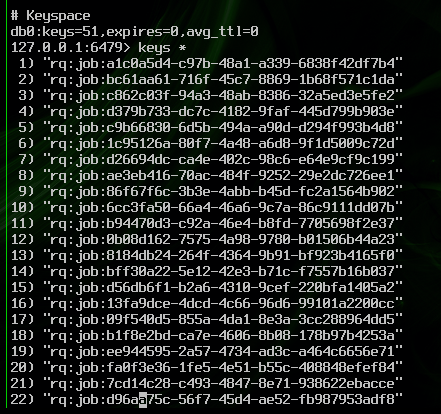 # Keyspace
db0:keys=51,expires=0,avg_ttl=0
127.0.0.1:6479> keys *
1) "rq:job:a1c0a5d4-c97b-48a1-a339-6838f42df7b4"
2) "rq:job:bc61aa61-716f-45c7-8869-1b68f571c1da"
3) "rq:job:c862c03f-94a3-48ab-8386-32a5ed3e5fe2"
4) "rq:job:d379b733-dc7c-4182-9faf-445d799b903e"
5) "rq:job:c9b66830-6d5b-494a-a90d-d294f993b4d8"
6) "rq:job:1c95126a-80f7-4a48-a6d8-9f1d5009c72d"
7) "rq:job:d26694dc-ca4e-402c-98c6-e64e9cf9c199"
8) "rq:job:ae3eb416-70ac-484f-9252-29e2dc726ee1"
9) "rq:job:86f67f6c-3b3e-4abb-b45d-fc2a1564b902"
10) "rq:job:6cc3fa50-66a4-46a6-9c7a-86c9111dd07b"
11) "rq:job:b94470d3-c92a-46e4-b8fd-7705698f2e37"
12) "rq:job:0b08d162-7575-4a98-9780-b01506b44a23"
13) "rq:job:8184db24-264f-4364-9b91-bf923b4165f0"
14) "rq:job:bff30a22-5e12-42e3-b71c-f7557b16b037"
15) "rq:job:d56db6f1-b2a6-4310-9cef-220bfa1405a2"
16) "rq:job:13fa9dce-4dcd-4c66-96d6-99101a2200cc"
17) "rq:job:09f540d5-855a-4da1-8e3a-3cc288964dd5"
18) "rq:job:b1f8e2bd-ca7e-4606-8b08-178b97b4253a"
19) "rq:job:ee944595-2a57-4734-ad3c-a464c6656e71"
20) "rq:job:fa0f3e36-1fe5-4e51-b55c-408848efef84"
21) "rq:job:7cd14c28-c493-4847-8e71-938622ebacce"
22) "rq:job:d96aa75c-56f7-45d4-ae52-fb987953adf8"